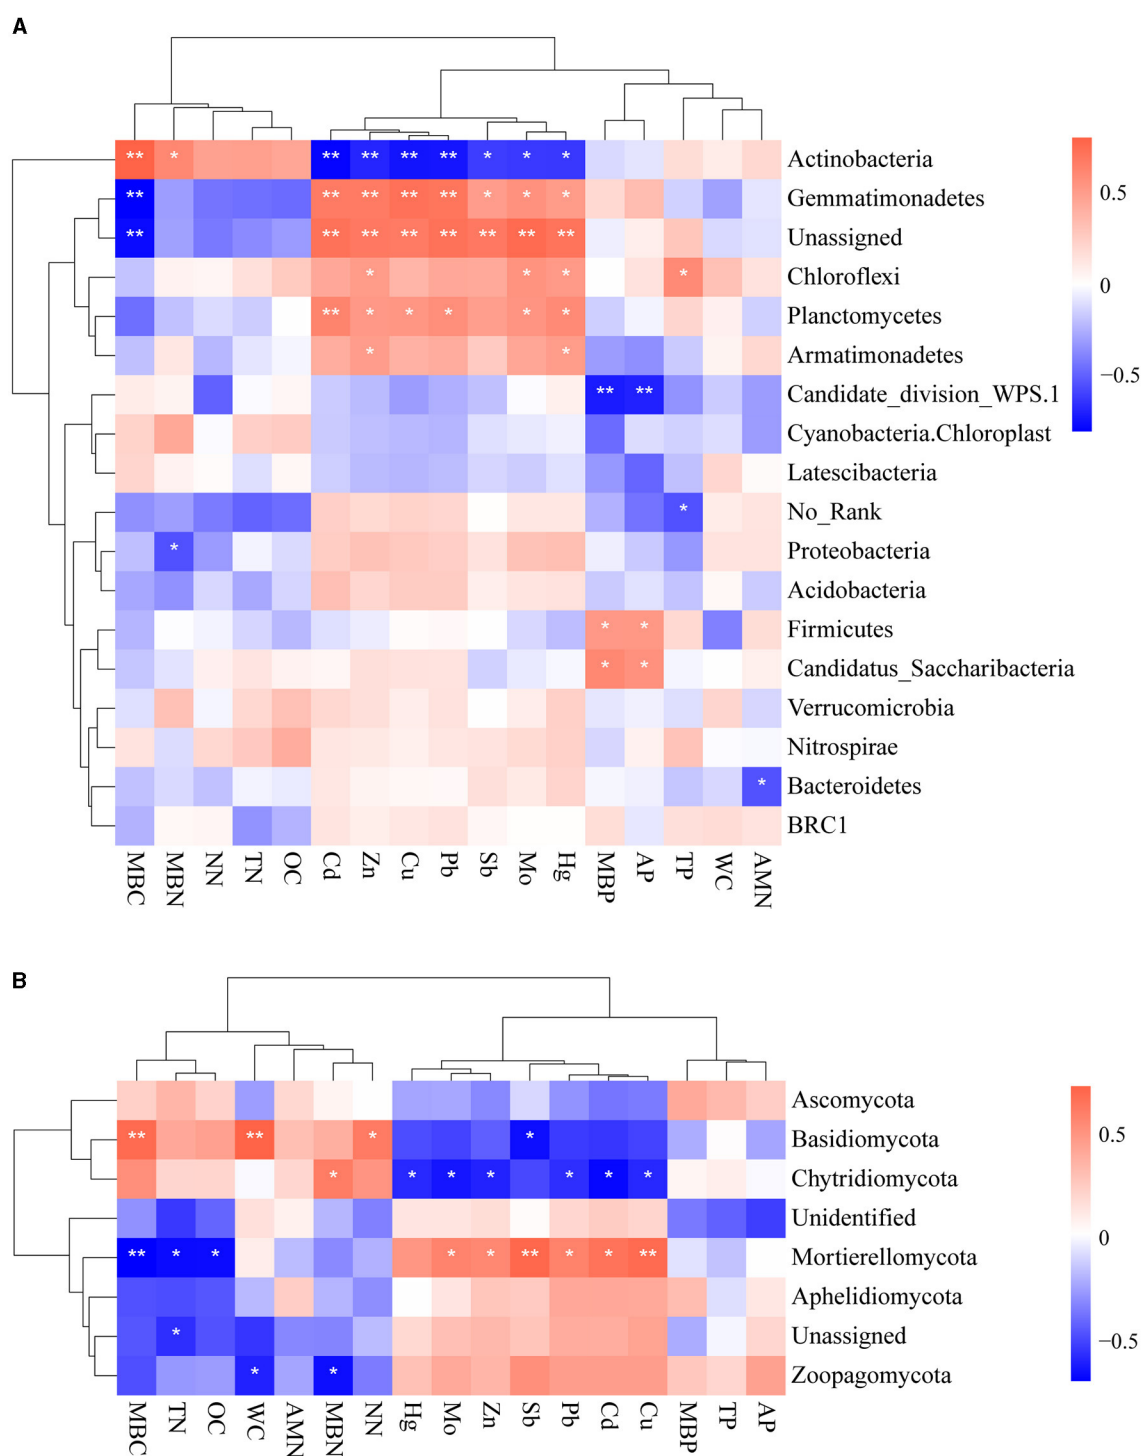 A
** * ** ** ** ** * * * Actinobacteria
** ** ** ** ** * * * Gemmatimonadetes
** ** ** ** ** ** ** ** Unassigned
* * * * Chloroflexi
** * * * * * Planctomycetes
* * Armatimonadetes
** ** Candidate_division_WPS.1
Cyanobacteria.Chloroplast
Latescibacteria
* No_Rank
* Proteobacteria
Acidobacteria
* * Firmicutes
* * Candidatus_Saccharibacteria
Verrucomicrobia
Nitrospirae
* Bacteroidetes
BRC1
MBC MBN NN TN OC Cd Zn Cu Pb Sb Mo Hg MBP AP TP WC AMN
0.5
0
−0.5
B
Ascomycota
** ** * * Basidiomycota
* * * * * * * Chytridiomycota
Unidentified
** * * * * ** * * ** Mortierellomycota
Aphelidiomycota
* Unassigned
* * Zoopagomycota
MBC TN OC WC AMN MBN NN Hg Mo Zn Sb Pb Cd Cu MBP TP AP
0.5
0
−0.5